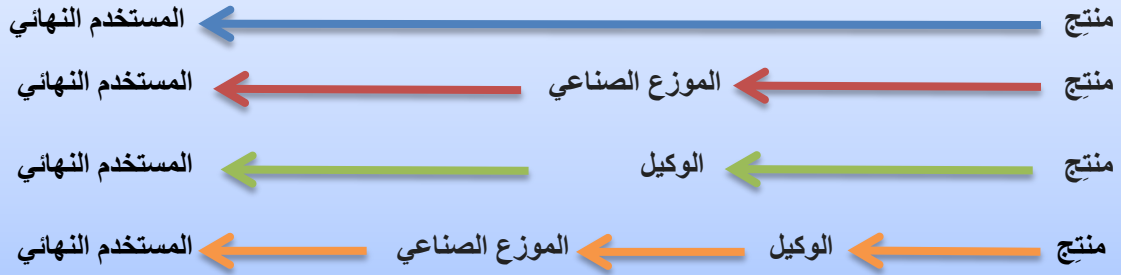 منتِج المستخدم النهائي
منتِج الموزع الصناعي المستخدم النهائي
منتِج الوكيل المستخدم النهائي
منتِج الوكيل الموزع الصناعي المستخدم النهائي